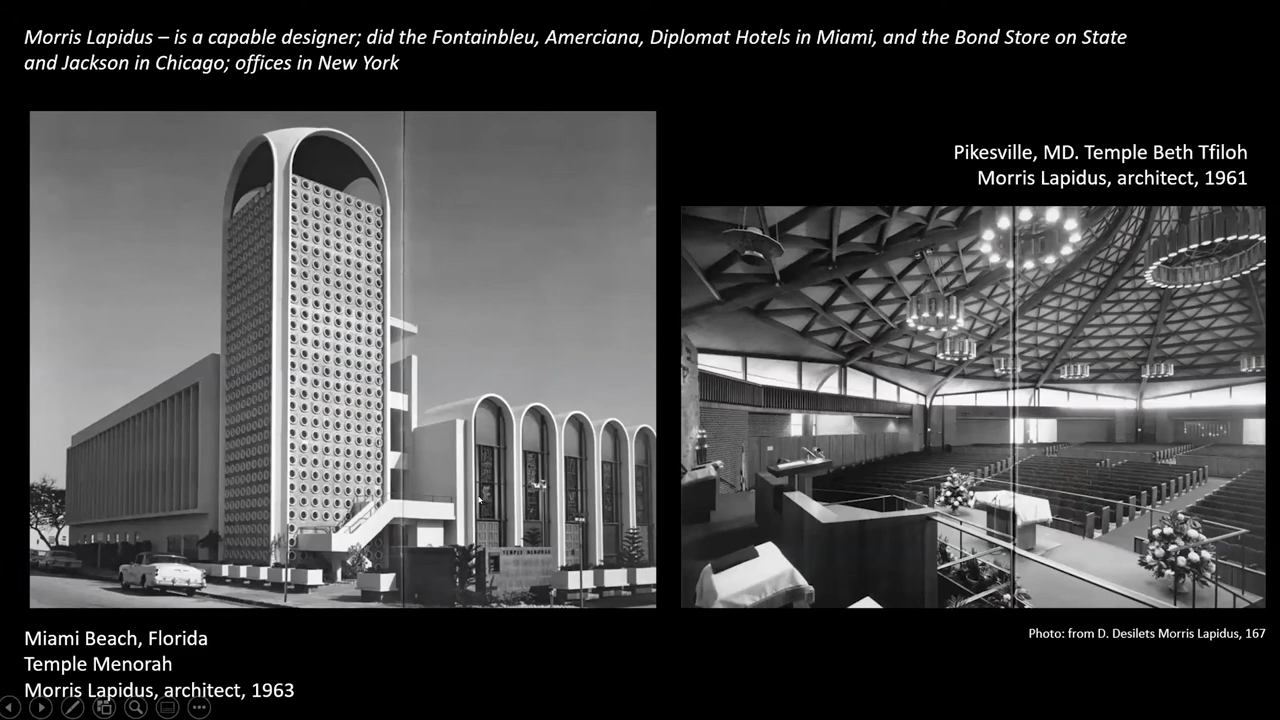 Morris Lapidus – is a capable designer; did the Fontainbleu, Amerciana, Diplomat Hotels in Miami, and the Bond Store on State
and Jackson in Chicago; offices in New York
Pikesville, MD. Temple Beth Tfiloh
Morris Lapidus, architect, 1961
TEMPLE MENORAH
Photo: from D. Desilets Morris Lapidus, 167
Miami Beach, Florida
Temple Menorah
Morris Lapidus, architect, 1963